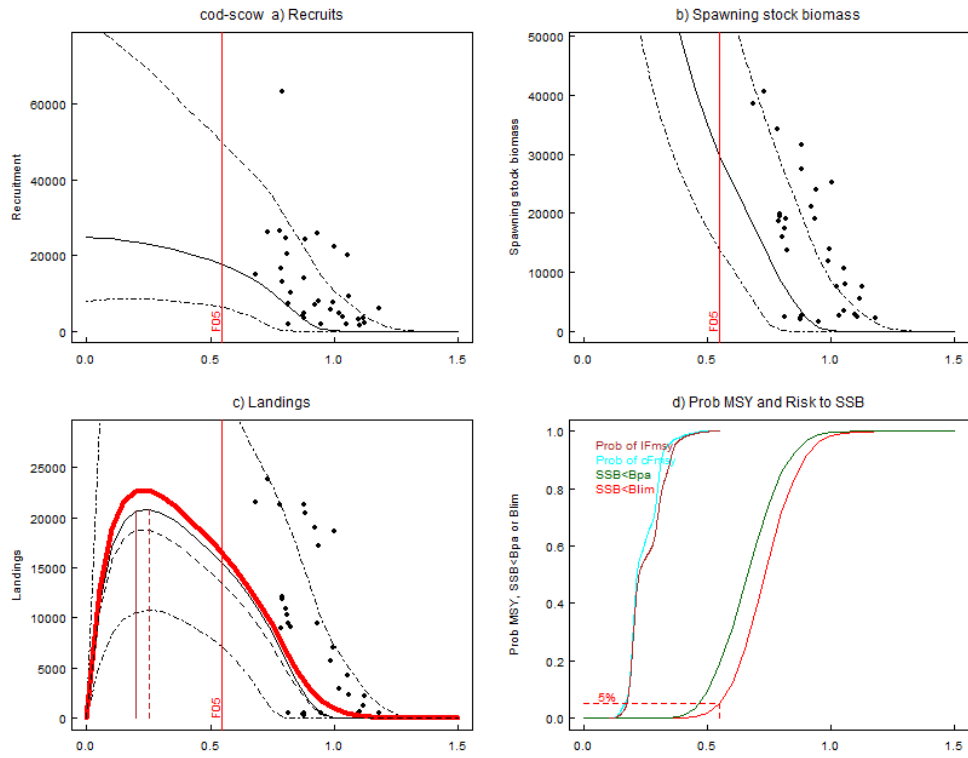 cod-scow a) Recruits
Recruitment
60000
40000
20000
0
F05
0.0 0.5 1.0 1.5
b) Spawning stock biomass
Spawning stock biomass
50000
40000
30000
20000
10000
0
F05
0.0 0.5 1.0 1.5
c) Landings
Landings
25000
20000
15000
10000
5000
0
F05
0.0 0.5 1.0 1.5
d) Prob MSY and Risk to SSB
Prob MSY, SSB<Bpa or Blim
1.0
0.8
0.6
0.4
0.2
0.0
Prob of lFmsy
Prob of cFmsy
SSB<Bpa
SSB<Blim
5%
0.0 0.5 1.0 1.5